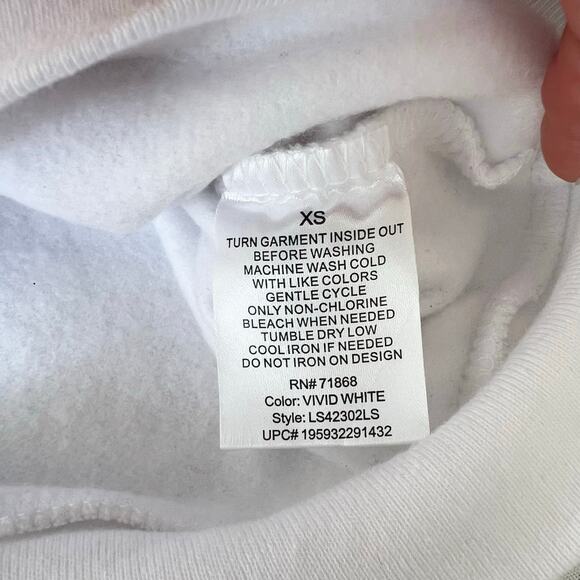 XS
TURN GARMENT INSIDE OUT
BEFORE WASHING
MACHINE WASH COLD
WITH LIKE COLORS
GENTLE CYCLE
ONLY NON-CHLORINE
BLEACH WHEN NEEDED
TUMBLE DRY LOW
COOL IRON IF NEEDED
DO NOT IRON ON DESIGN
RN# 71868
Color: VIVID WHITE
Style: LS42302LS
UPC# 195932291432